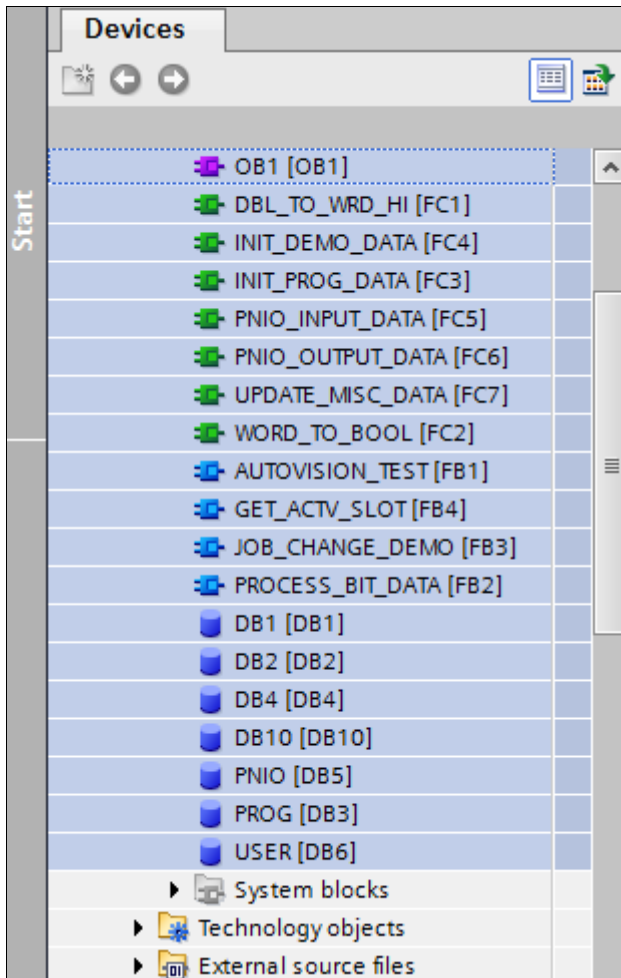 Devices
Start
OB1 [OB1]
DBL_TO_WRD_HI [FC1]
INIT_DEMO_DATA [FC4]
INIT_PROG_DATA [FC3]
PNIO_INPUT_DATA [FC5]
PNIO_OUTPUT_DATA [FC6]
UPDATE_MISC_DATA [FC7]
WORD_TO_BOOL [FC2]
AUTOVISION_TEST [FB1]
GET_ACTV_SLOT [FB4]
JOB_CHANGE_DEMO [FB3]
PROCESS_BIT_DATA [FB2]
DB1 [DB1]
DB2 [DB2]
DB4 [DB4]
DB10 [DB10]
PNIO [DB5]
PROG [DB3]
USER [DB6]
System blocks
Technology objects
External source files